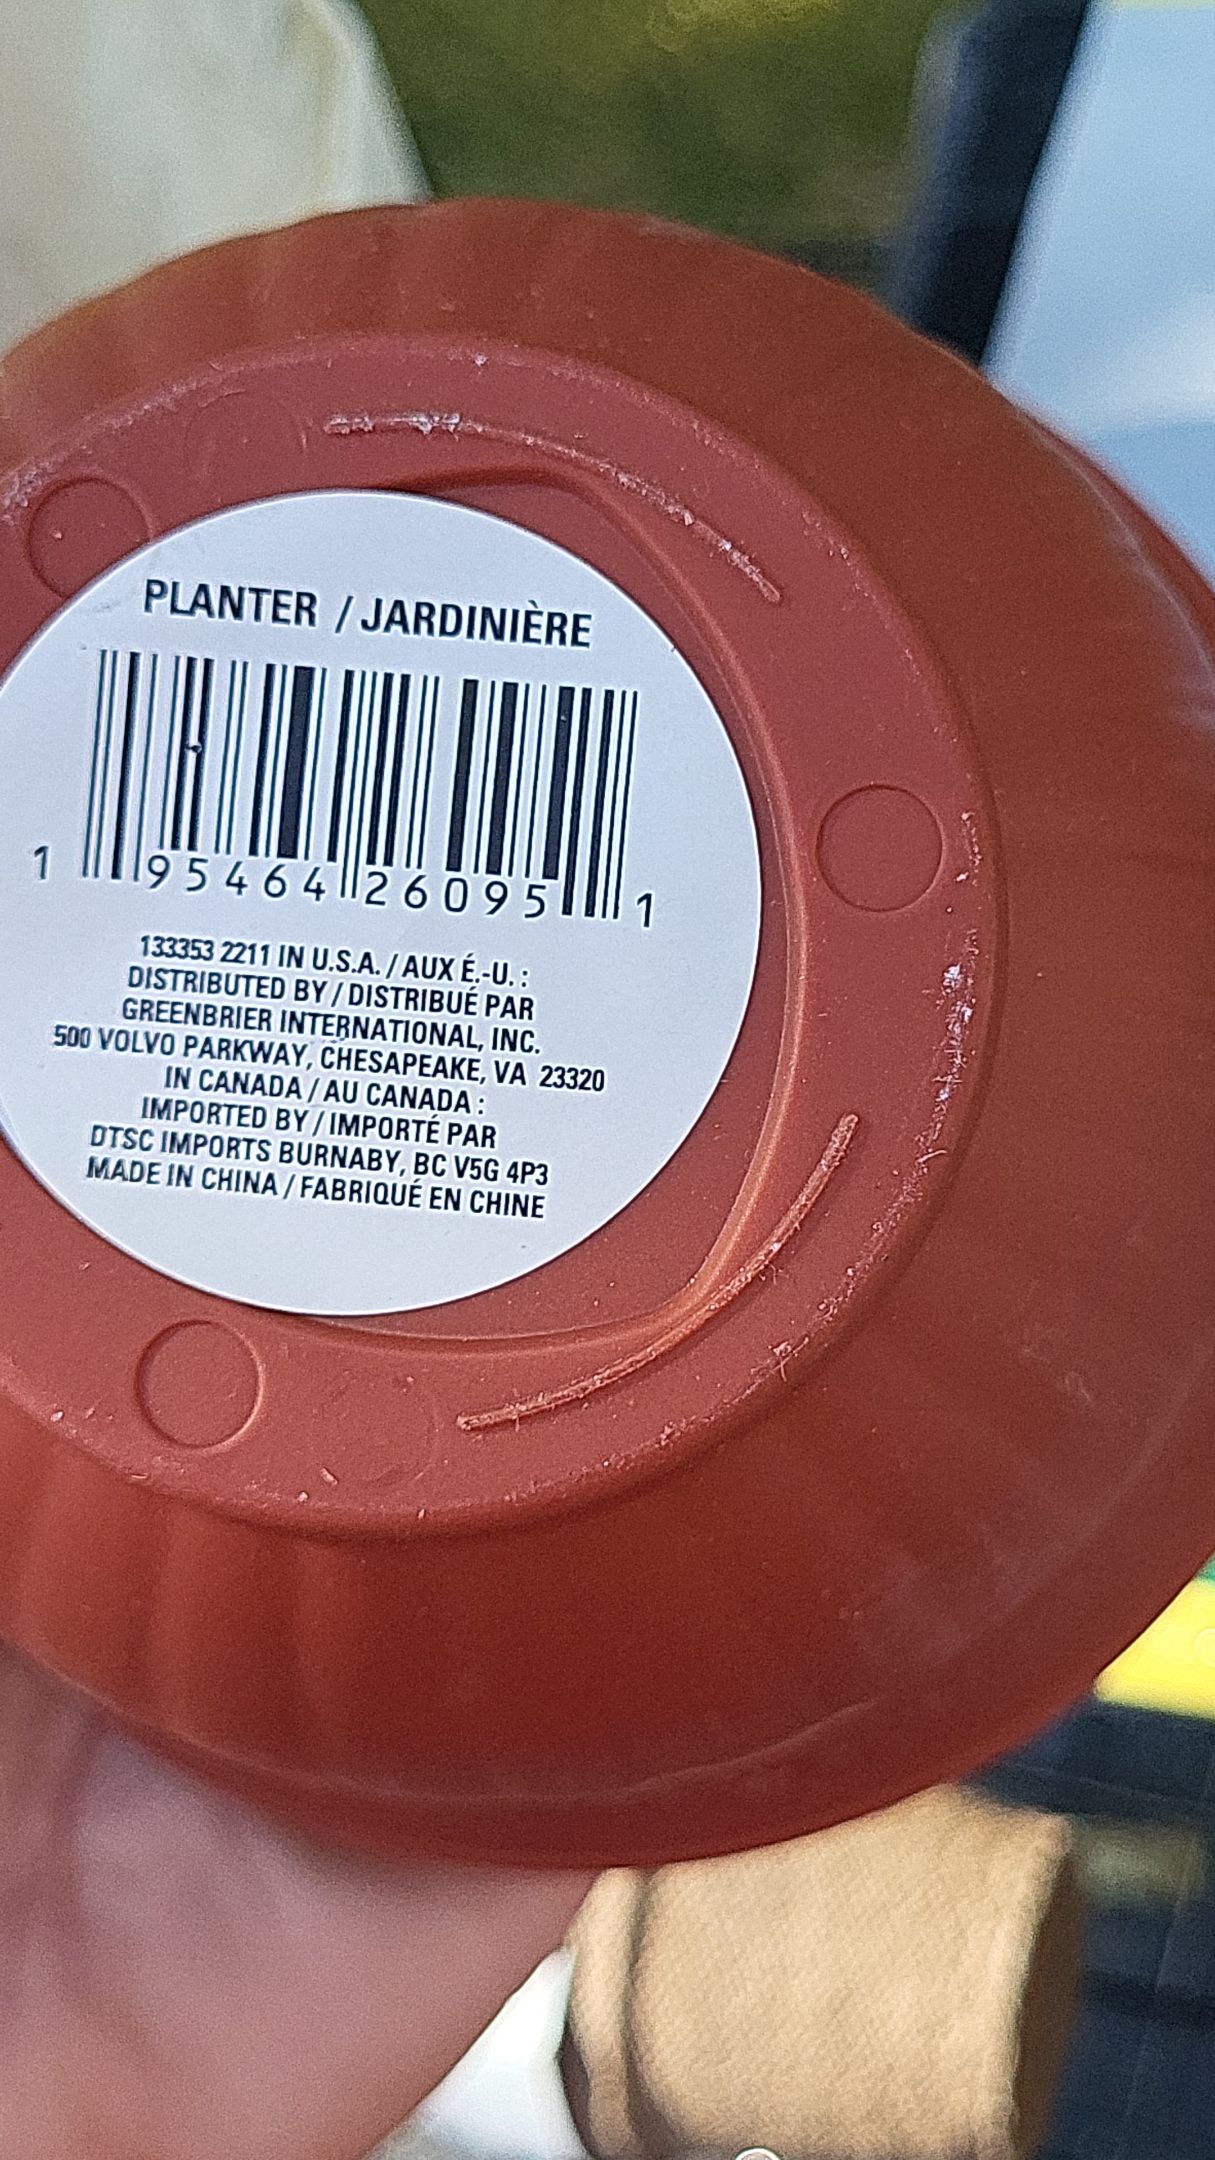 PLANTER / JARDINIÈRE
1 95464 26095 1
133353 2211 IN U.S.A. / AUX É.-U. :
DISTRIBUTED BY / DISTRIBUÉ PAR
GREENBRIER INTERNATIONAL, INC.
500 VOLVO PARKWAY, CHESAPEAKE, VA 23320
IN CANADA / AU CANADA :
IMPORTED BY / IMPORTÉ PAR
DTSC IMPORTS BURNABY, BC V5G 4P3
MADE IN CHINA / FABRIQUÉ EN CHINE